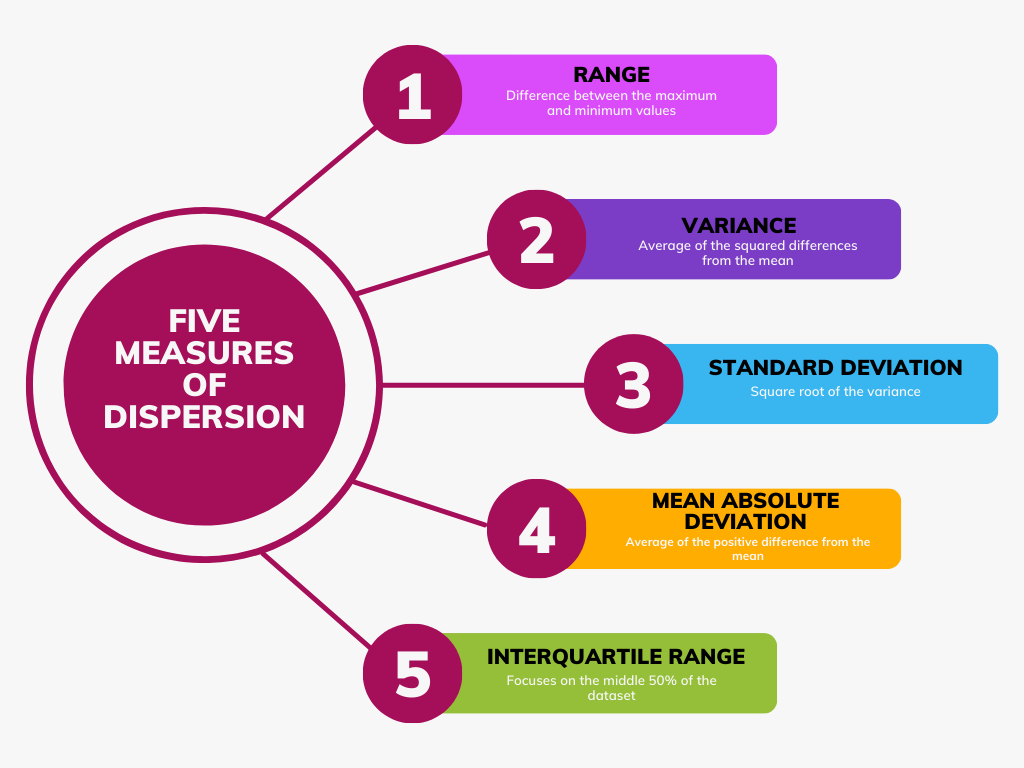 FIVE
MEASURES
OF
DISPERSION
1
RANGE
Difference between the maximum
and minimum values
2
VARIANCE
Average of the squared differences
from the mean
3
STANDARD DEVIATION
Square root of the variance
4
MEAN ABSOLUTE
DEVIATION
Average of the positive difference from the
mean
5
INTERQUARTILE RANGE
Focuses on the middle 50% of the
dataset